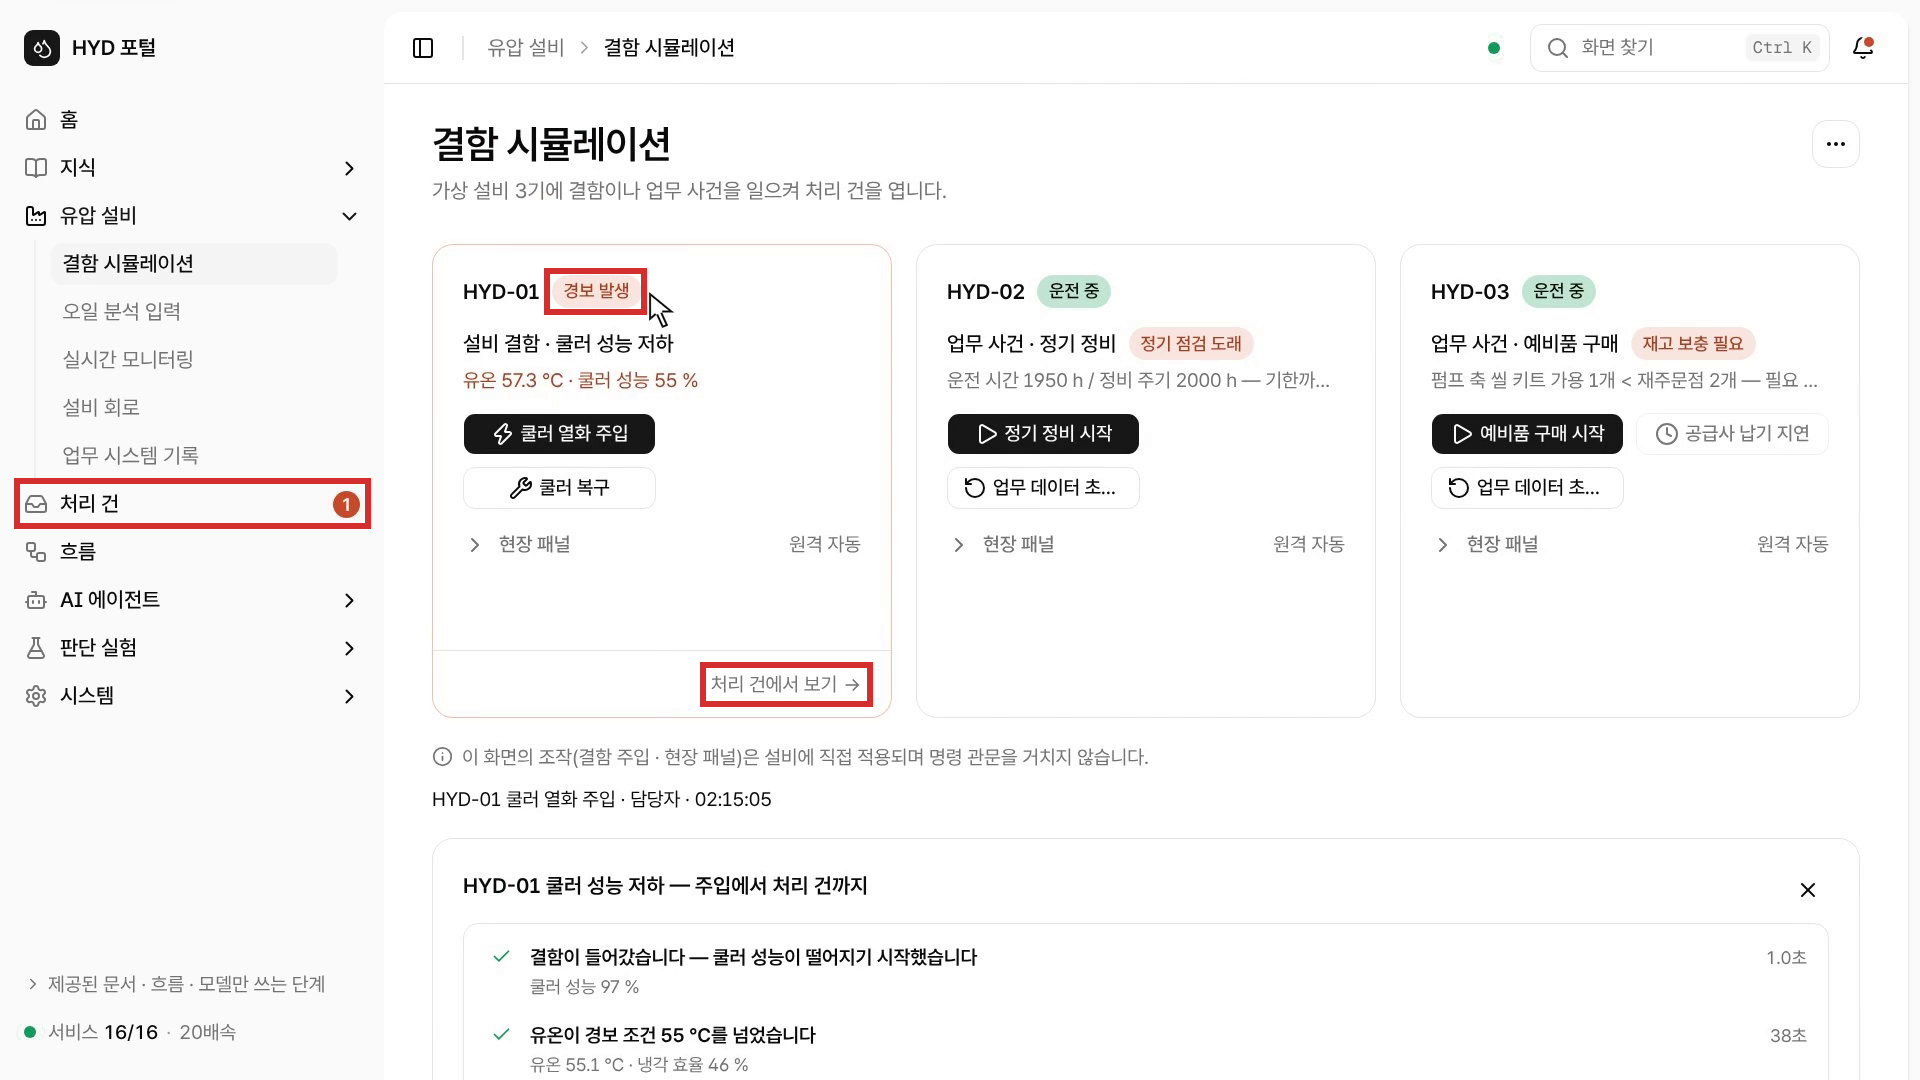 HYD 포털
홈
지식
유압 설비
결함 시뮬레이션
오일 분석 입력
실시간 모니터링
설비 회로
업무 시스템 기록
처리 건 1
흐름
AI 에이전트
판단 실험
시스템
제공된 문서 · 흐름 · 모델만 쓰는 단계
서비스 16/16 · 20배속
유압 설비 > 결함 시뮬레이션
화면 찾기 Ctrl K
결함 시뮬레이션
가상 설비 3기에 결함이나 업무 사건을 일으켜 처리 건을 엽니다.
HYD-01 경보 발생
설비 결함 · 쿨러 성능 저하
유온 57.3 °C · 쿨러 성능 55 %
쿨러 열화 주입
쿨러 복구
현장 패널 원격 자동
처리 건에서 보기 →
HYD-02 운전 중
업무 사건 · 정기 정비 정기 점검 도래
운전 시간 1950 h / 정비 주기 2000 h — 기한까...
정기 정비 시작
업무 데이터 초...
현장 패널 원격 자동
HYD-03 운전 중
업무 사건 · 예비품 구매 재고 보충 필요
펌프 축 씰 키트 가용 1개 < 재주문점 2개 — 필요 ...
예비품 구매 시작 공급사 납기 지연
업무 데이터 초...
현장 패널 원격 자동
이 화면의 조작(결함 주입 · 현장 패널)은 설비에 직접 적용되며 명령 관문을 거치지 않습니다.
HYD-01 쿨러 열화 주입 · 담당자 · 02:15:05
HYD-01 쿨러 성능 저하 — 주입에서 처리 건까지
결함이 들어갔습니다 — 쿨러 성능이 떨어지기 시작했습니다 1.0초
쿨러 성능 97 %
유온이 경보 조건 55 °C를 넘었습니다 38초
유온 55.1 °C · 냉각 효율 46 %